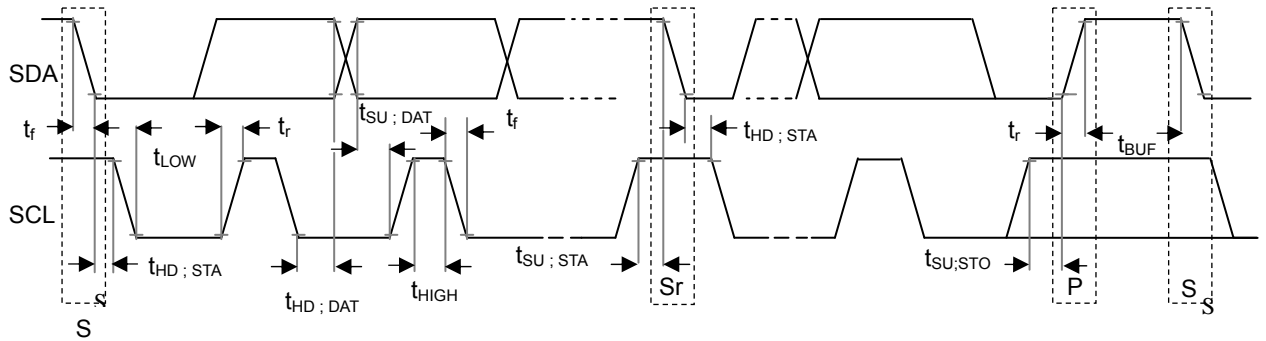 SDA
t_SU ; DAT
t_f
t_f
t_r
t_LOW
t_HD ; STA
t_r
t_BUF
SCL
t_HD ; STA
t_HD ; DAT
t_HIGH
t_SU ; STA
Sr
t_SU;STO
P
S
S
S
S